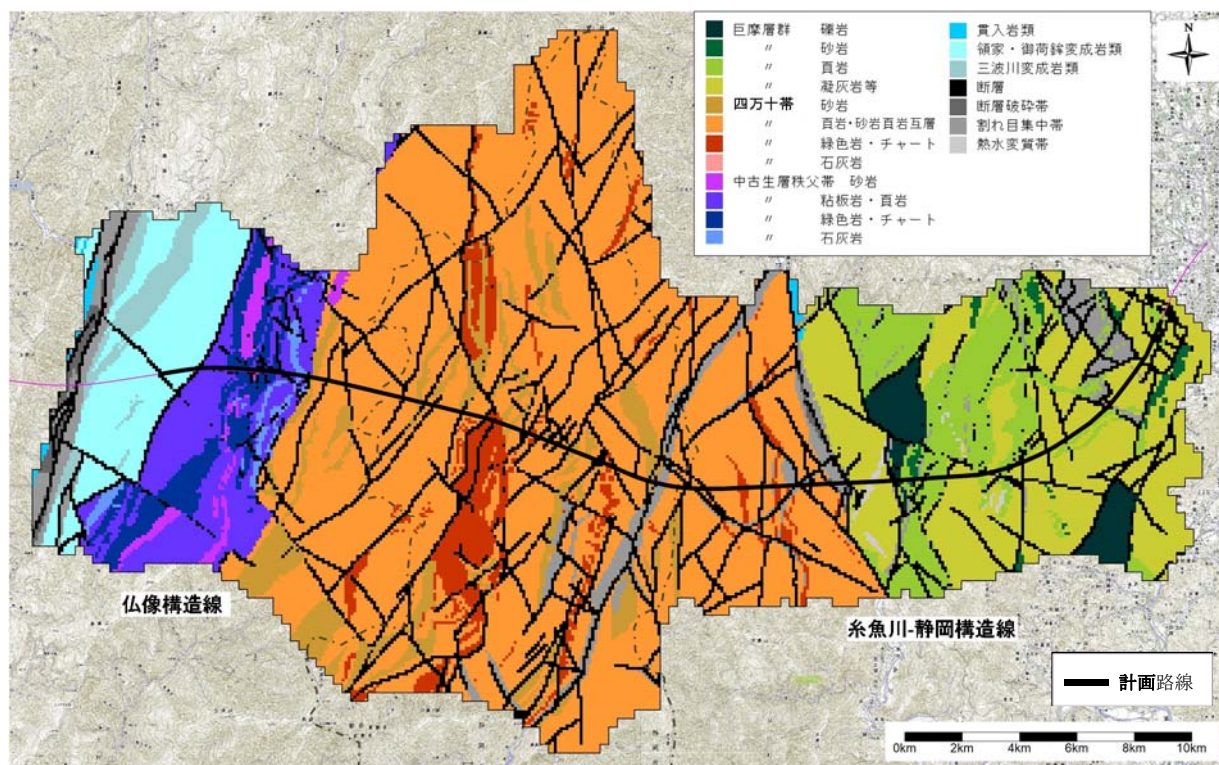 巨摩層群 礫岩
〃 砂岩
〃 頁岩
〃 凝灰岩等
四万十帯 砂岩
〃 頁岩・砂岩頁岩互層
〃 緑色岩・チャート
〃 石灰岩
中古生層秩父帯 砂岩
〃 粘板岩・頁岩
〃 緑色岩・チャート
〃 石灰岩
貫入岩類
領家・御荷鉾変成岩類
三波川変成岩類
断層
断層破砕帯
割れ目集中帯
熱水変質帯
N
仏像構造線
糸魚川-静岡構造線
計画路線
0km 2km 4km 6km 8km 10km